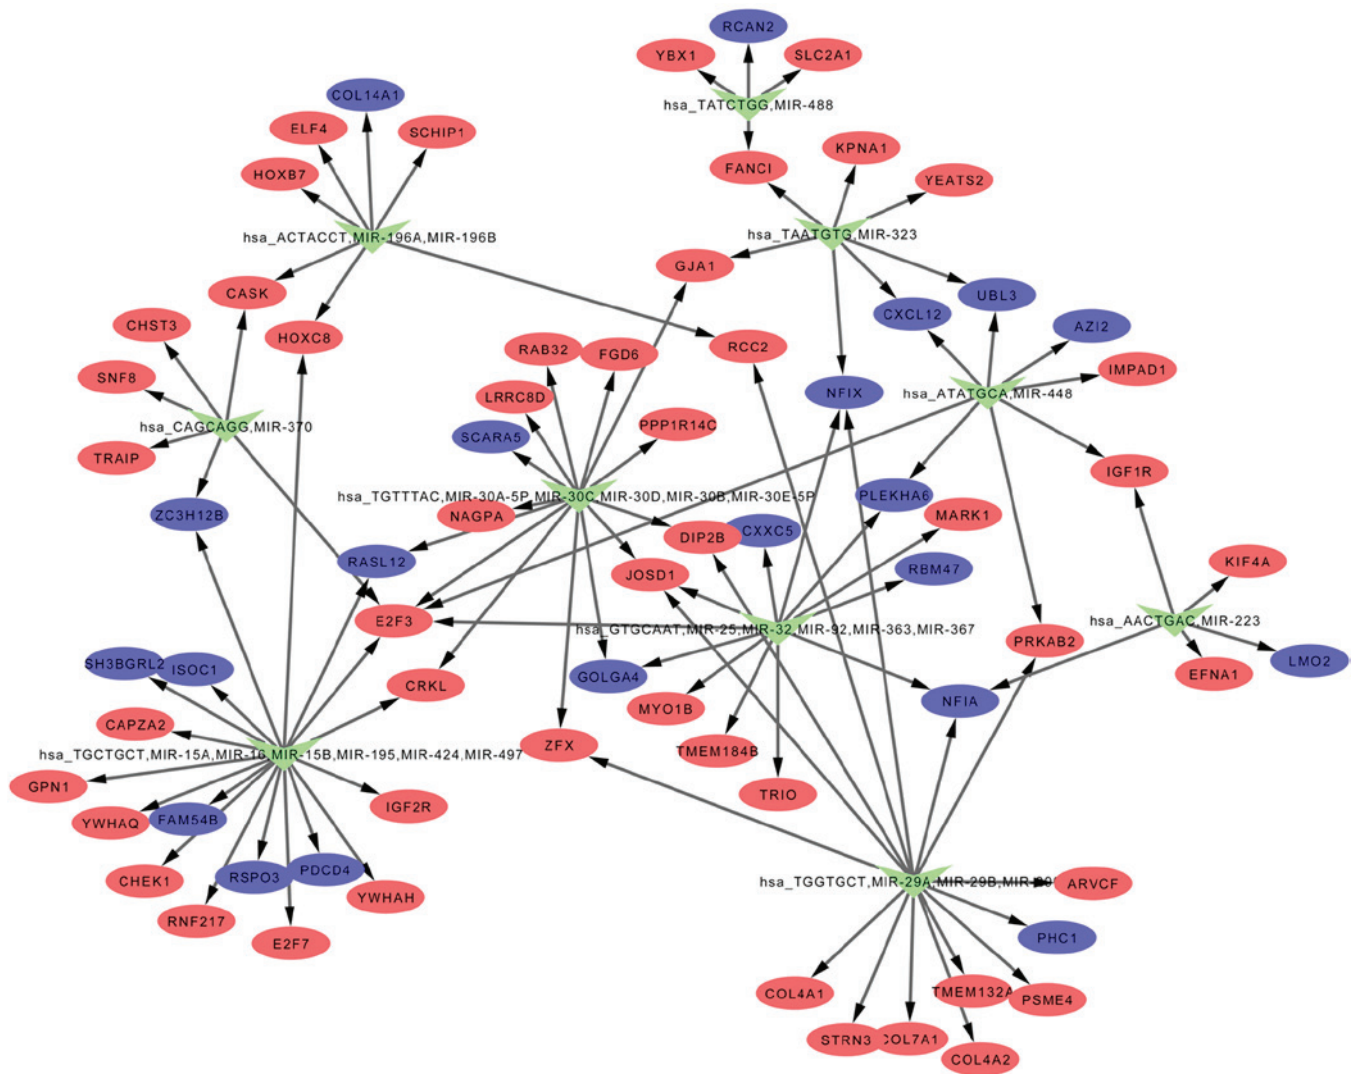 RCAN2
YBX1
SLC2A1
hsa_TATCTGG,MIR-488
COL14A1
ELF4
SCHIP1
HOXB7
KPNA1
FANCI
YEATS2
hsa_ACTACCT,MIR-196A,MIR-196B
hsa_TAATGTG,MIR-323
GJA1
CASK
UBL3
CXCL12
CHST3
AZI2
HOXC8
RCC2
RAB32
FGD6
IMPAD1
SNF8
NFIX
LRRC8D
hsa_ATATGCA,MIR-448
PPP1R14C
hsa_CAGCAGG,MIR-370
SCARA5
TRAIP
IGF1R
hsa_TGTTTAC,MIR-30A-5P,MIR-30C,MIR-30D,MIR-30B,MIR-30E-5P
PLEKHA6
ZC3H12B
NAGPA
MARK1
DIP2B
CXXC5
RASL12
KIF4A
RBM47
JOSD1
E2F3
hsa_GTGCAAT,MIR-25,MIR-32,MIR-92,MIR-363,MIR-367
hsa_AACTGAC,MIR-223
PRKAB2
LMO2
SH3BGRL2
ISOC1
EFNA1
GOLGA4
CRKL
NFIA
MYO1B
CAPZA2
ZFX
TMEM184B
hsa_TGCTGCT,MIR-15A,MIR-16,MIR-15B,MIR-195,MIR-424,MIR-497
GPN1
TRIO
IGF2R
YWHAQ
FAM54B
CHEK1
RSPO3
PDCD4
YWHAH
hsa_TGGTGCT,MIR-29A,MIR-29B,
ARVCF
RNF217
E2F7
PHC1
COL4A1
TMEM132A
PSME4
STRN3
COL7A1
COL4A2